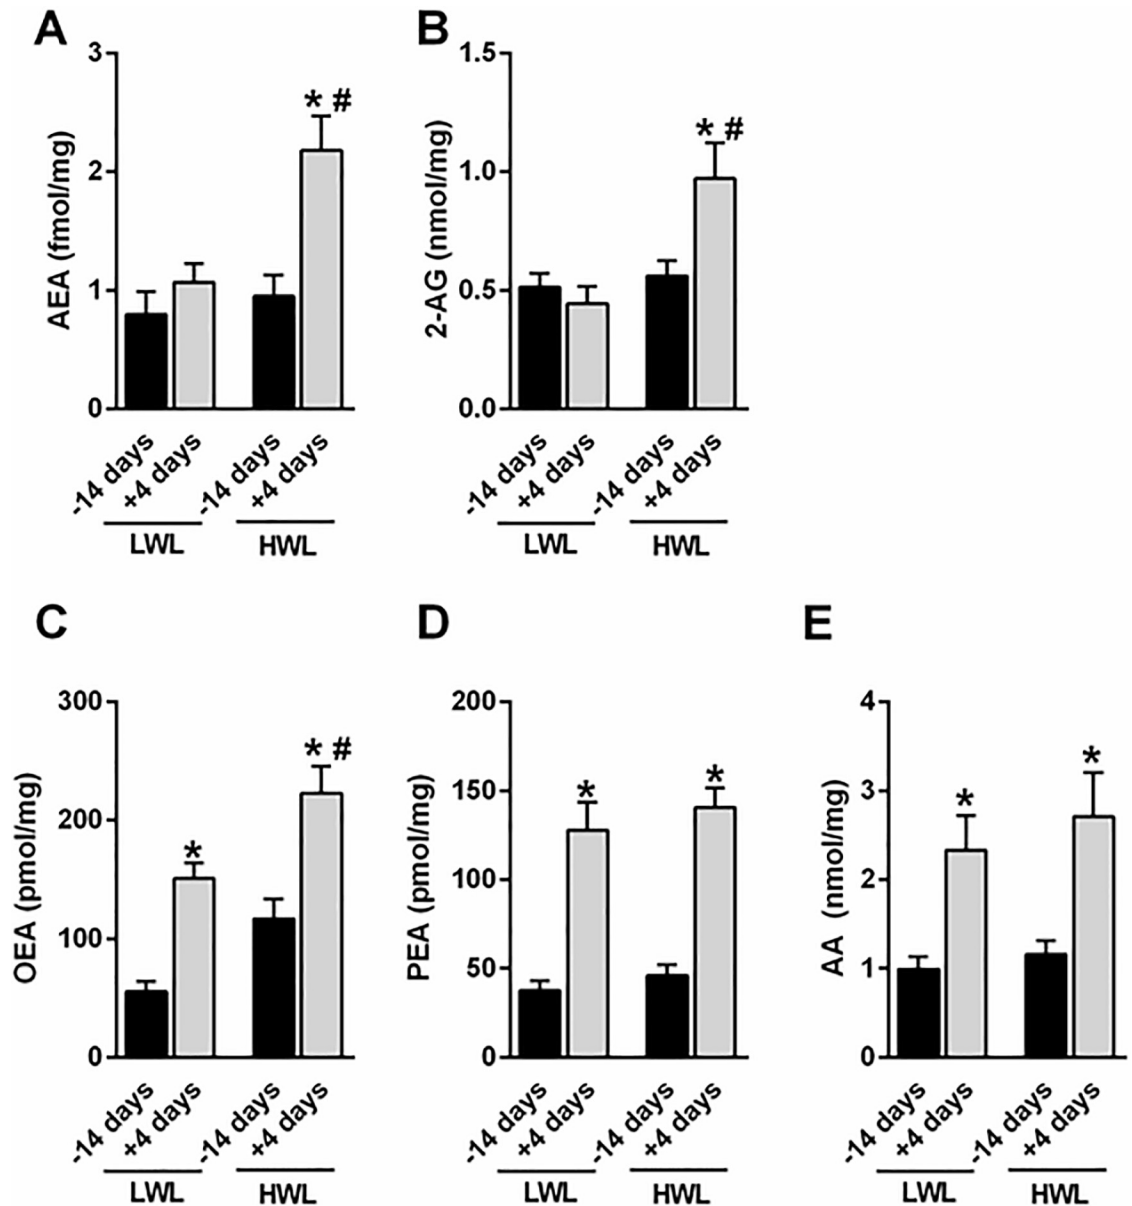 A
AEA (fmol/mg)
3
2
1
0
* #
-14 days
+4 days
-14 days
+4 days
LWL
HWL
B
2-AG (nmol/mg)
1.5
1.0
0.5
0.0
* #
-14 days
+4 days
-14 days
+4 days
LWL
HWL
C
OEA (pmol/mg)
300
200
100
0
*
* #
-14 days
+4 days
-14 days
+4 days
LWL
HWL
D
PEA (pmol/mg)
200
150
100
50
0
*
*
-14 days
+4 days
-14 days
+4 days
LWL
HWL
E
AA (nmol/mg)
4
3
2
1
0
*
*
-14 days
+4 days
-14 days
+4 days
LWL
HWL